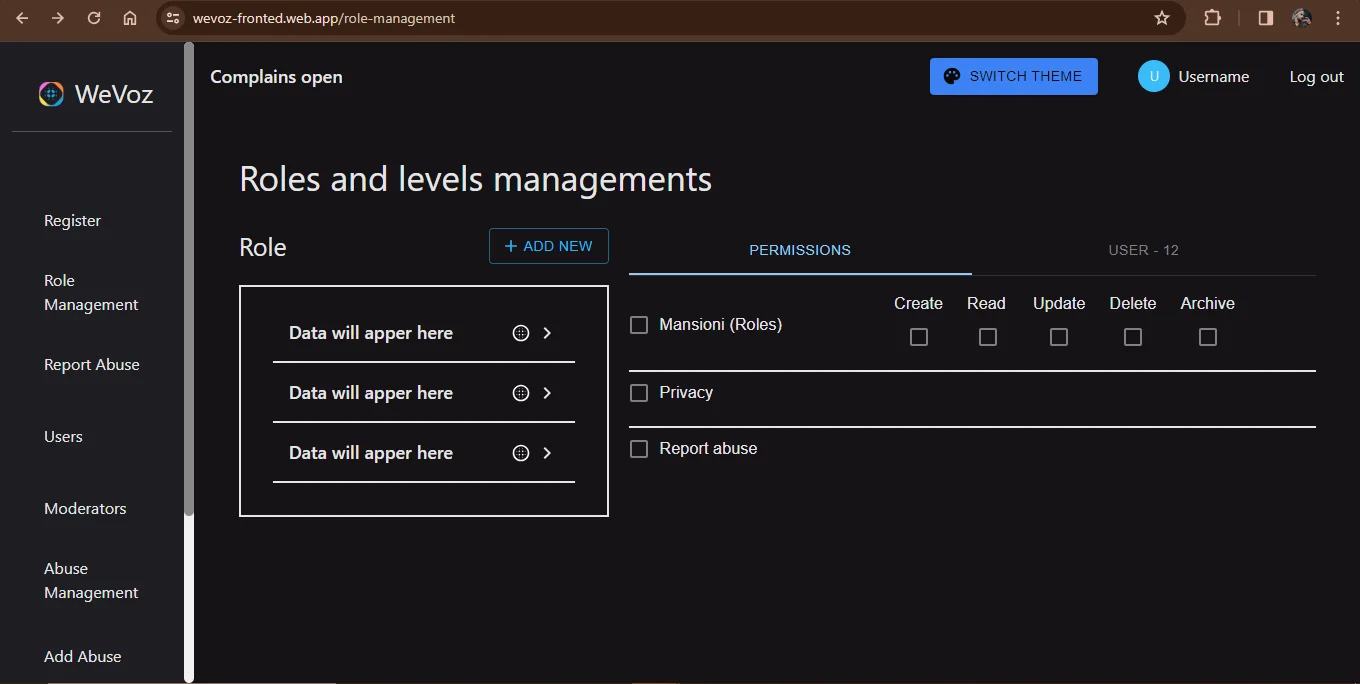 wevoz-fronted.web.app/role-management
WeVoz
Complains open
SWITCH THEME
U
Username
Log out
Register
Role
Management
Report Abuse
Users
Moderators
Abuse
Management
Add Abuse
Roles and levels managements
Role
+ ADD NEW
Data will apper here
Data will apper here
Data will apper here
PERMISSIONS
USER - 12
Mansioni (Roles)
Create Read Update Delete Archive
Privacy
Report abuse